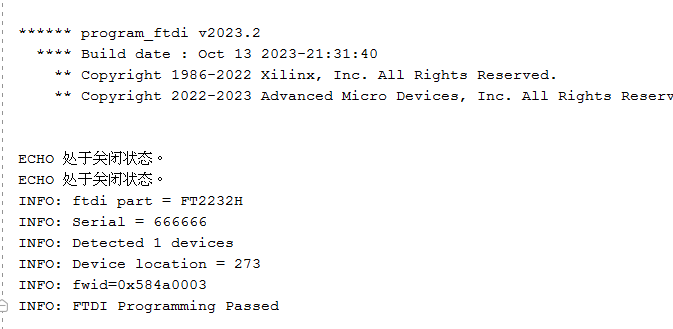 ****** program_ftdi v2023.2
**** Build date : Oct 13 2023-21:31:40
** Copyright 1986-2022 Xilinx, Inc. All Rights Reserved.
** Copyright 2022-2023 Advanced Micro Devices, Inc. All Rights Reserv
ECHO 处于关闭状态。
ECHO 处于关闭状态。
INFO: ftdi part = FT2232H
INFO: Serial = 666666
INFO: Detected 1 devices
INFO: Device location = 273
INFO: fwid=0x584a0003
INFO: FTDI Programming Passed